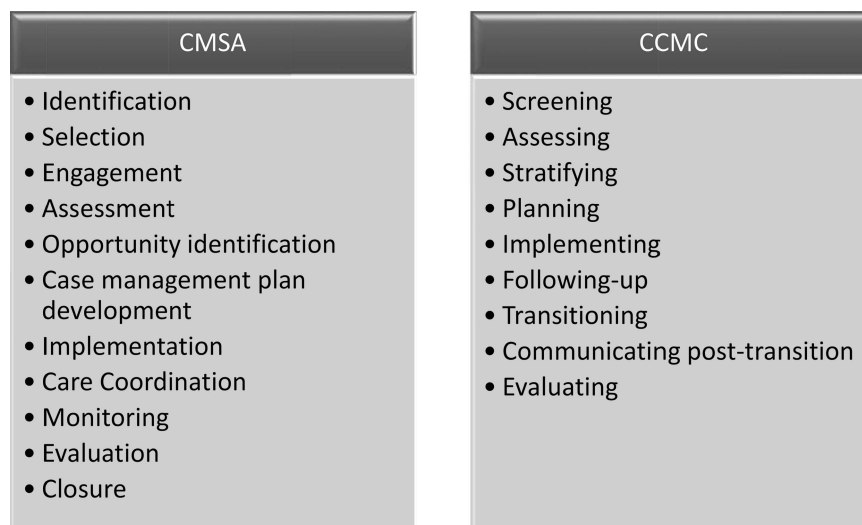 CMSA
• Identification
• Selection
• Engagement
• Assessment
• Opportunity identification
• Case management plan
development
• Implementation
• Care Coordination
• Monitoring
• Evaluation
• Closure
CCMC
• Screening
• Assessing
• Stratifying
• Planning
• Implementing
• Following-up
• Transitioning
• Communicating post-transition
• Evaluating